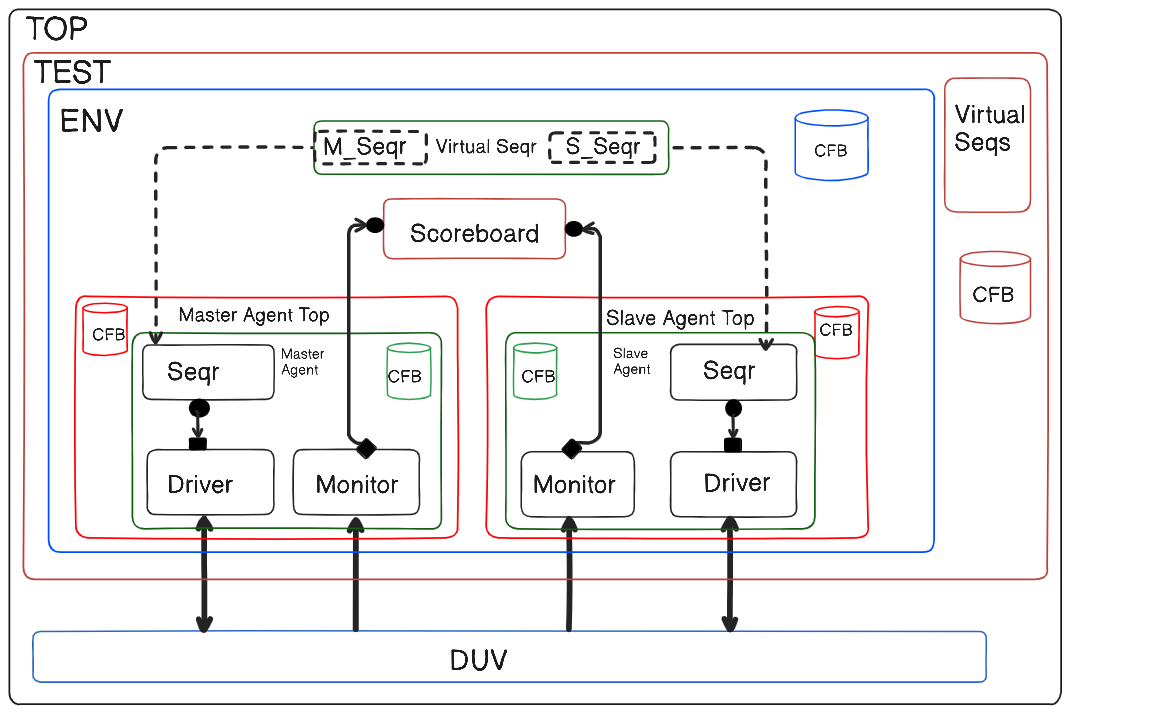 TOP
TEST
ENV
M_Seqr
Virtual Seqr
S_Seqr
CFB
Virtual
Seqs
Scoreboard
CFB
Master Agent Top
CFB
Seqr
Master
Agent
CFB
Driver
Monitor
Slave Agent Top
CFB
CFB
Slave
Agent
Seqr
Monitor
Driver
DUV